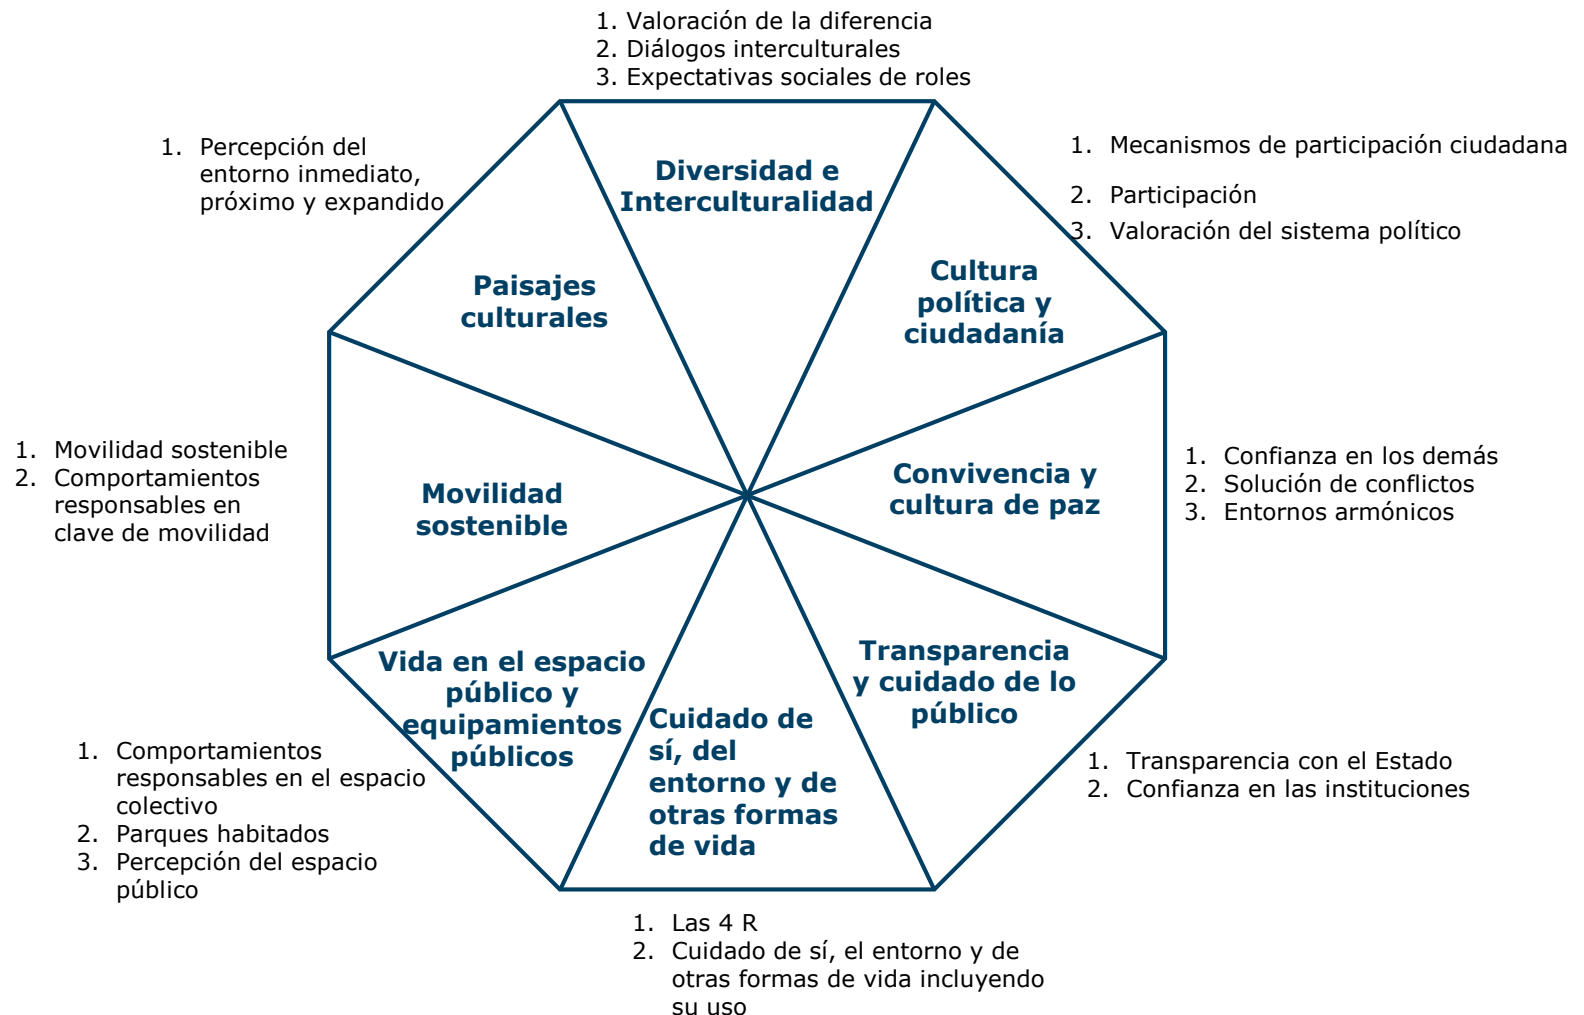 1. Valoración de la diferencia
2. Diálogos interculturales
3. Expectativas sociales de roles
Diversidad e
Interculturalidad
1. Mecanismos de participación ciudadana
2. Participación
3. Valoración del sistema político
Cultura
política y
ciudadanía
1. Confianza en los demás
2. Solución de conflictos
3. Entornos armónicos
Convivencia y
cultura de paz
Transparencia
y cuidado de lo
público
1. Transparencia con el Estado
2. Confianza en las instituciones
Cuidado de
sí, del
entorno y de
otras formas
de vida
1. Las 4 R
2. Cuidado de sí, el entorno y de
otras formas de vida incluyendo
su uso
Vida en el espacio
público y
equipamientos
públicos
1. Comportamientos
responsables en el espacio
colectivo
2. Parques habitados
3. Percepción del espacio
público
Movilidad
sostenible
1. Movilidad sostenible
2. Comportamientos
responsables en
clave de movilidad
Paisajes
culturales
1. Percepción del
entorno inmediato,
próximo y expandido